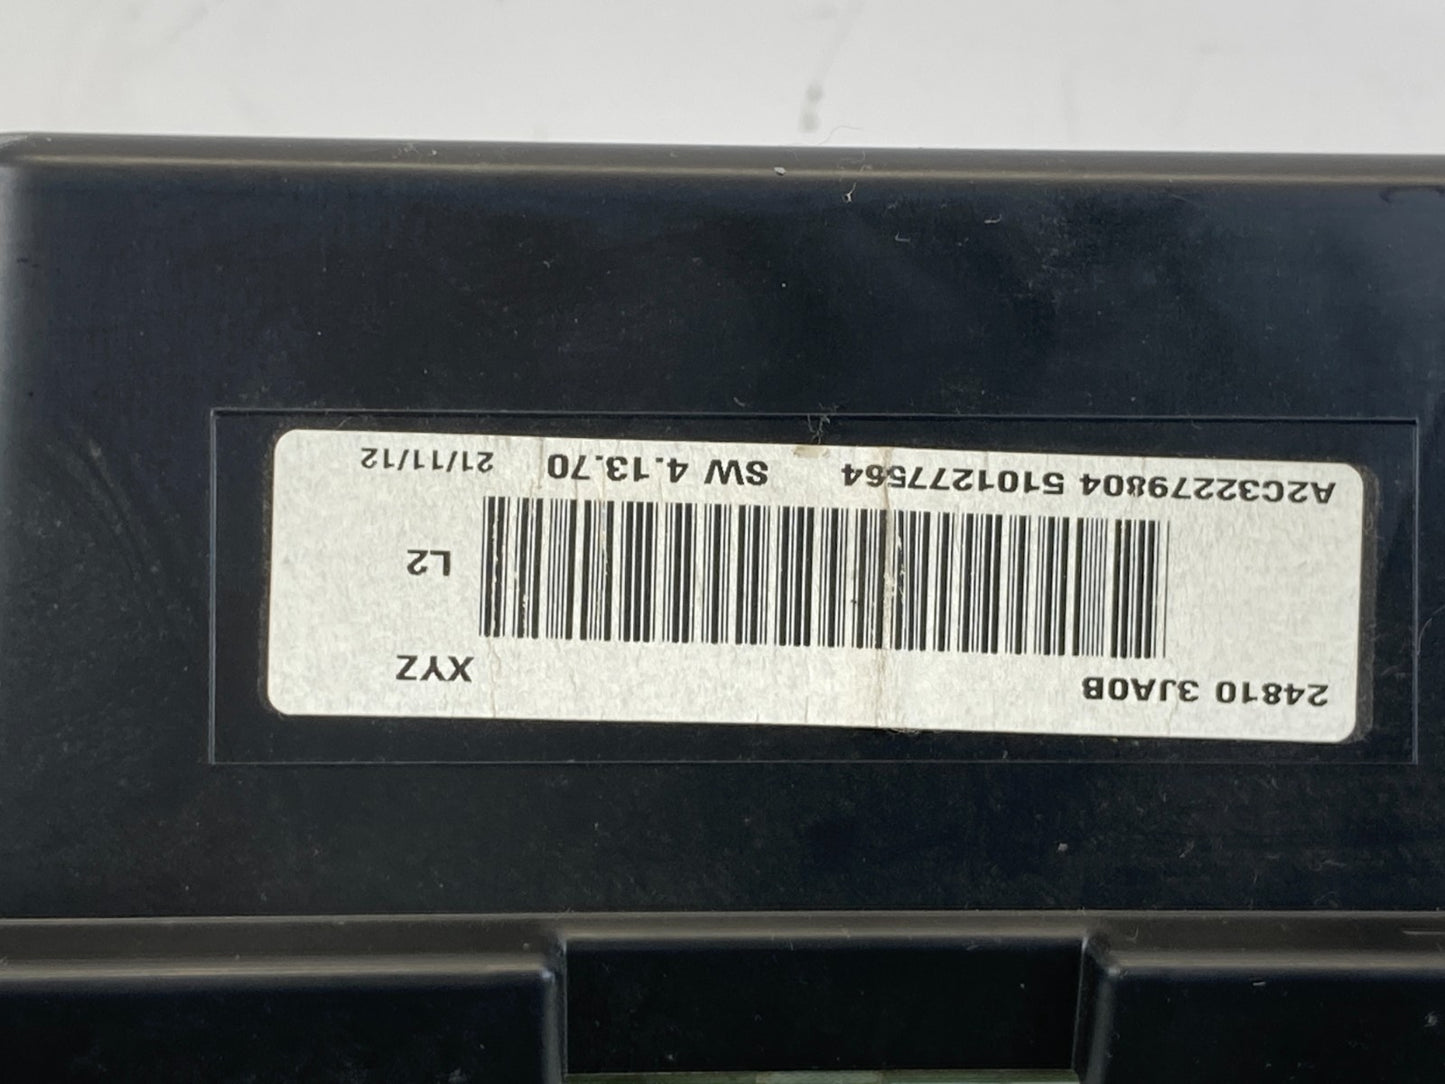 24810 3JA0B XYZ
L2
A2C32279804 5101277564 SW 4.13.70 21/11/12